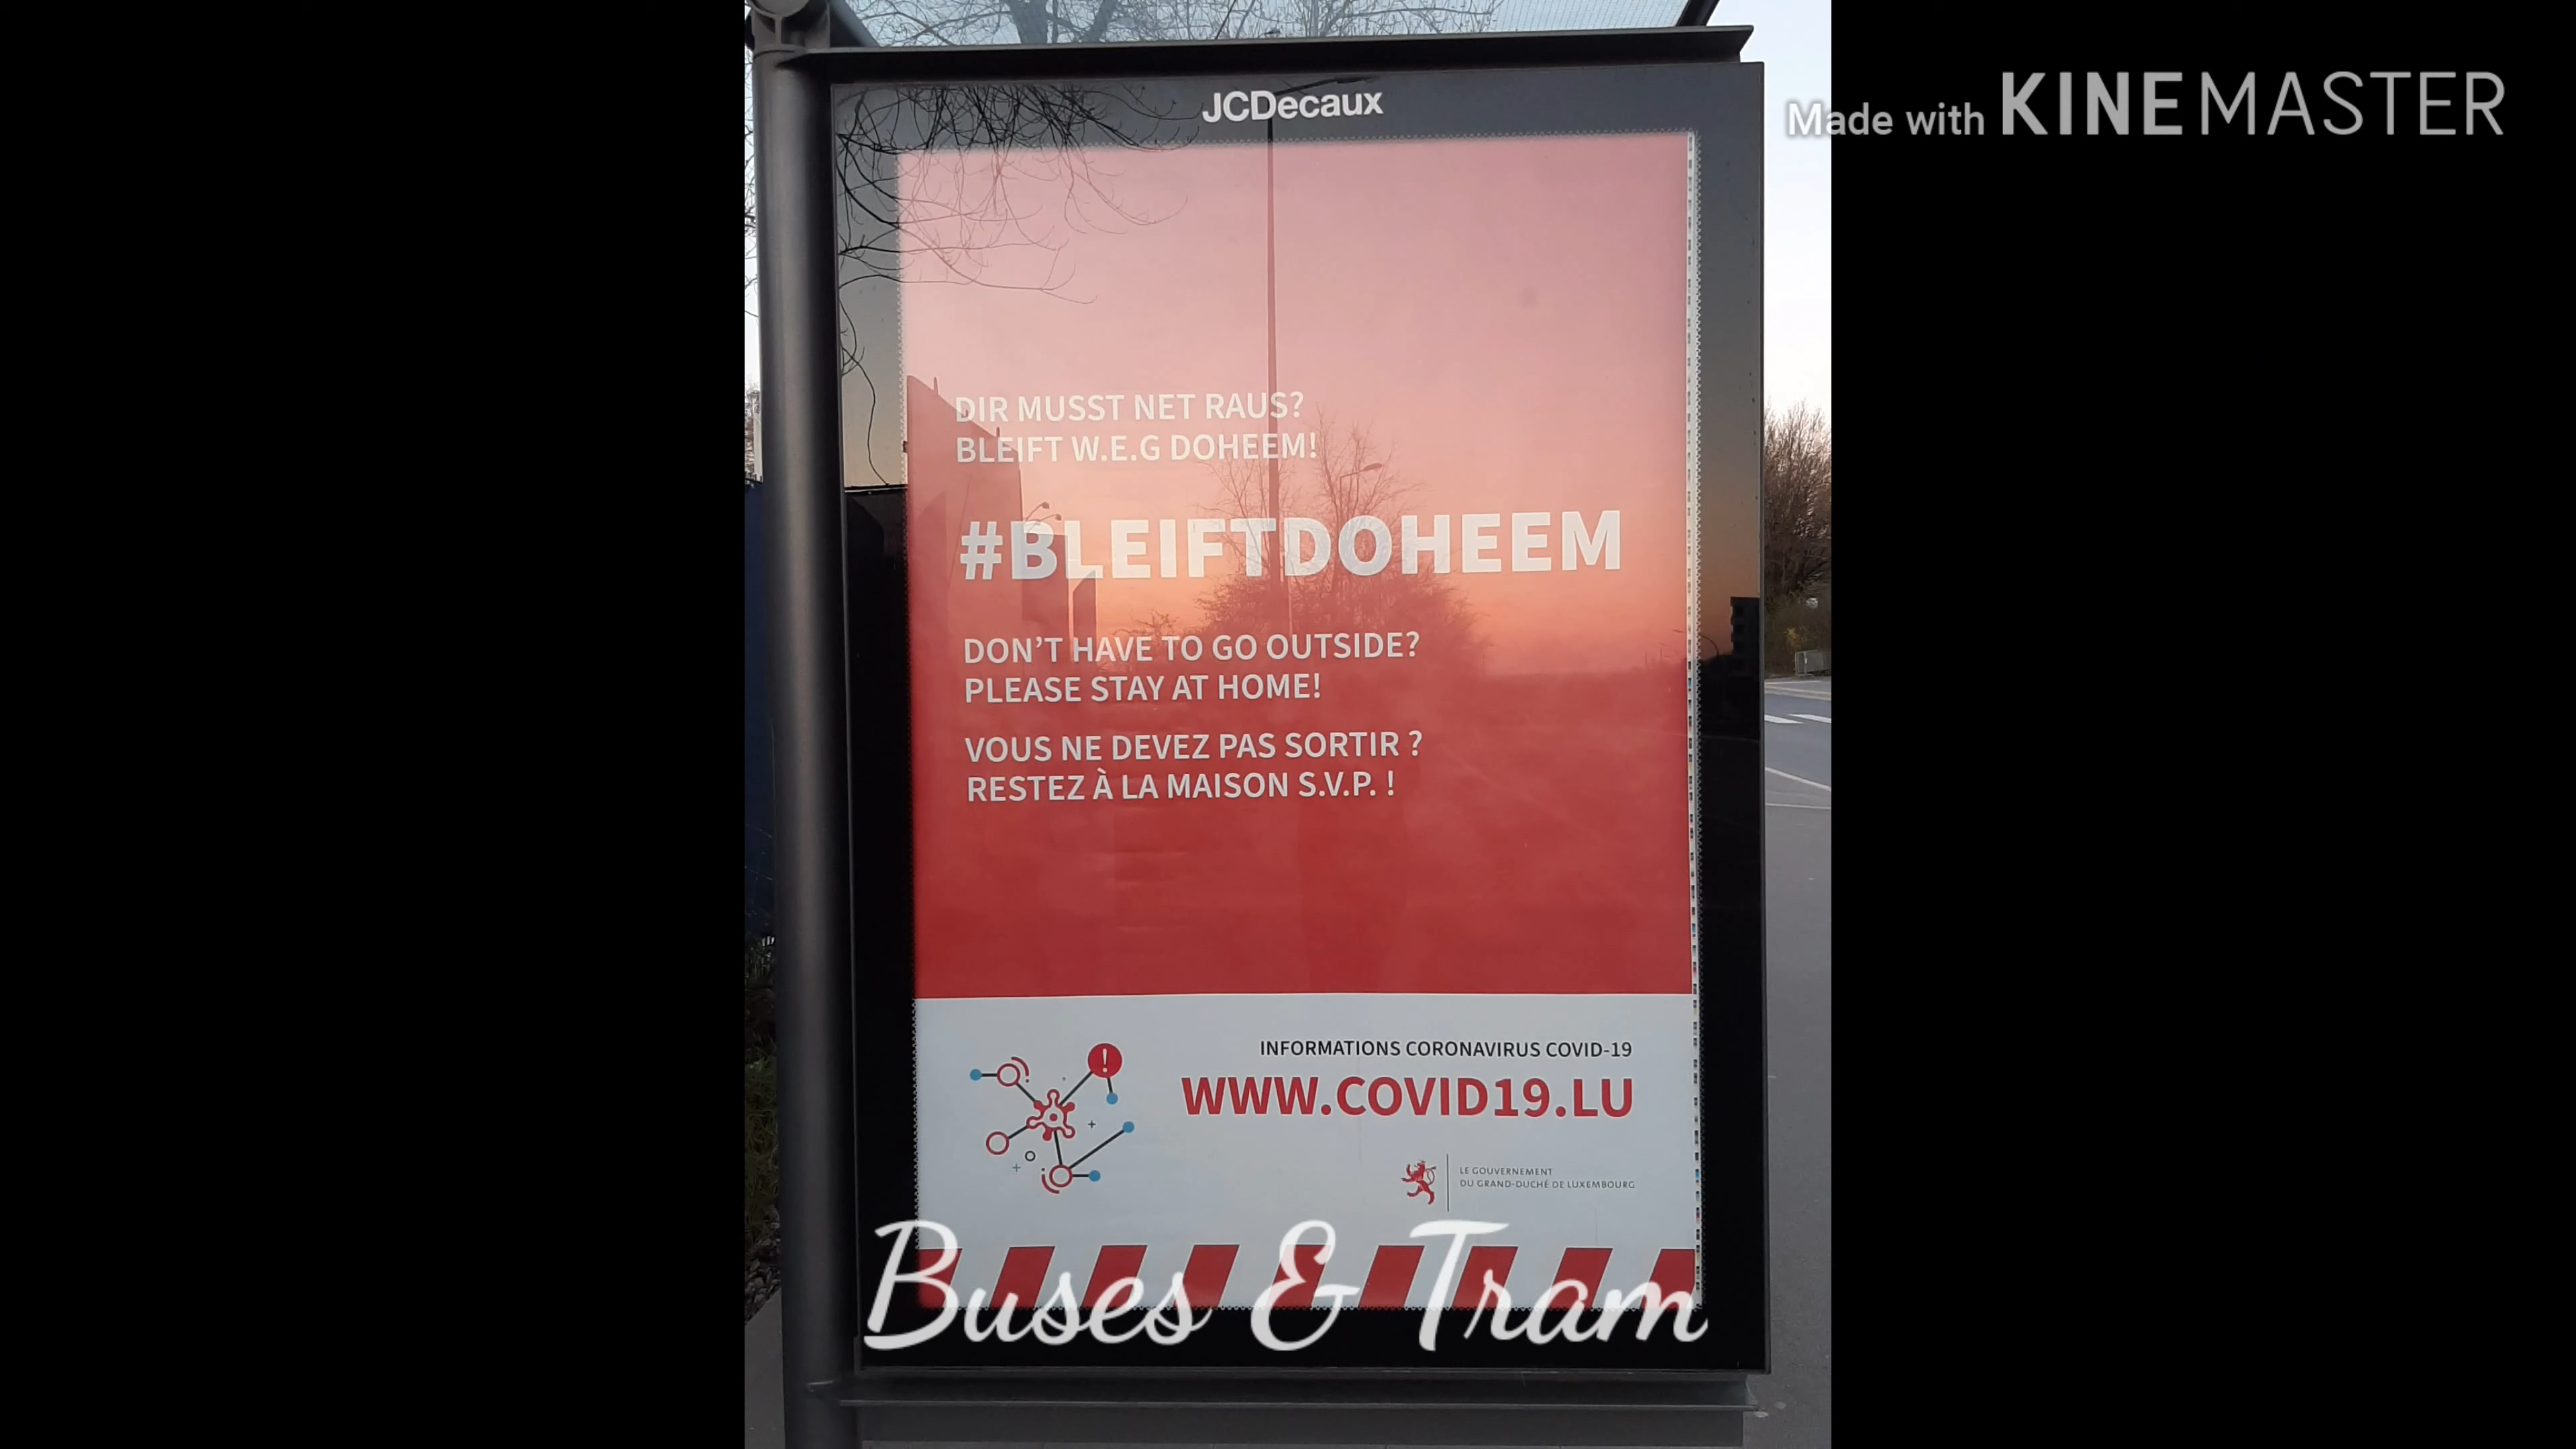 JCDecaux
Made with KINEMASTER
DIR MUSST NET RAUS?
BLEIFT W.E.G DOHEEM!
#BLEIFTDOHEEM
DON'T HAVE TO GO OUTSIDE?
PLEASE STAY AT HOME!
VOUS NE DEVEZ PAS SORTIR ?
RESTEZ À LA MAISON S.V.P. !
INFORMATIONS CORONAVIRUS COVID-19
WWW.COVID19.LU
LE GOUVERNEMENT
DU GRAND-DUCHÉ DE LUXEMBOURG
Buses & Tram